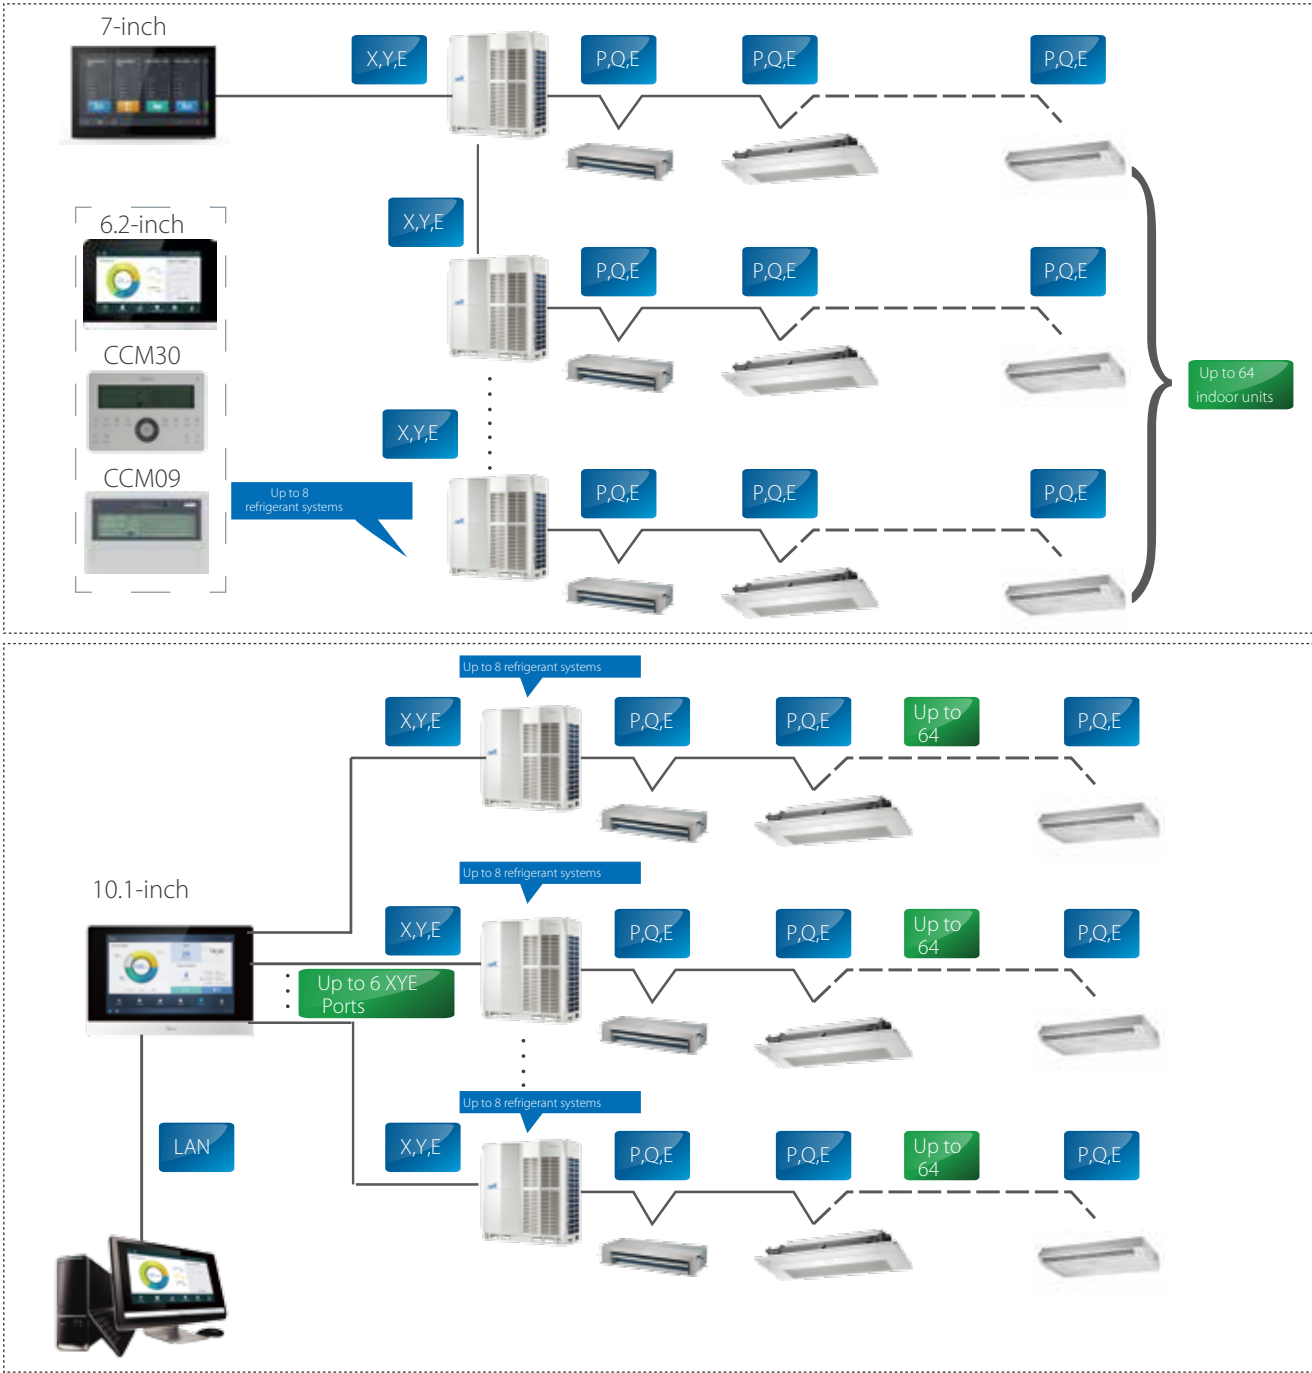 7-inch
X,Y,E
P,Q,E
P,Q,E
P,Q,E
6.2-inch
X,Y,E
P,Q,E
P,Q,E
P,Q,E
CCM30
Up to 64
indoor units
X,Y,E
CCM09
P,Q,E
P,Q,E
P,Q,E
Up to 8
refrigerant systems
Up to 8 refrigerant systems
X,Y,E
P,Q,E
P,Q,E
Up to
64
P,Q,E
10.1-inch
Up to 8 refrigerant systems
X,Y,E
P,Q,E
P,Q,E
Up to
64
P,Q,E
Up to 6 XYE
Ports
Up to 8 refrigerant systems
LAN
X,Y,E
P,Q,E
P,Q,E
Up to
64
P,Q,E